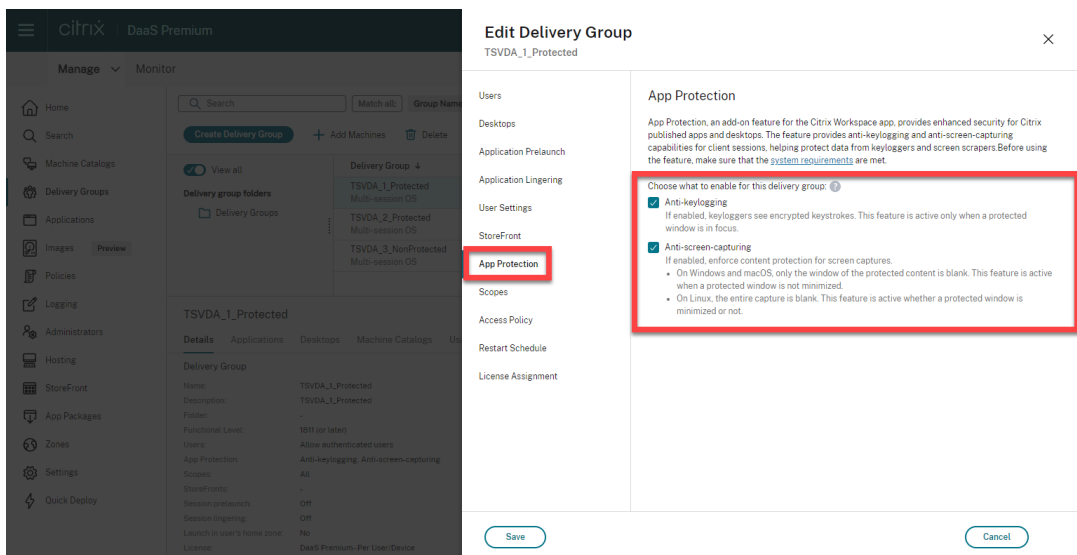 citrix DaaS Premium
Manage Monitor
Home
Search
Machine Catalogs
Delivery Groups
Applications
Images Preview
Policies
Logging
Administrators
Hosting
StoreFront
App Packages
Zones
Settings
Quick Deploy
Search Match all: Group Name
Create Delivery Group Add Machines Delete
View all
Delivery group folders
Delivery Groups
Delivery Group ↓
TSVDA_1_Protected
Multi-session OS
TSVDA_2_Protected
Multi-session OS
TSVDA_3_NonProtected
Multi-session OS
TSVDA_1_Protected
Details Applications Desktops Machine Catalogs Us
Delivery Group
Name: TSVDA_1_Protected
Description: TSVDA_1_Protected
Folder: -
Functional Level: 1811 (or later)
Users: Allow authenticated users
App Protection: Anti-keylogging, Anti-screen-capturing
Scopes: All
StoreFronts: -
Session prelaunch: Off
Session lingering: Off
Launch in user's home zone: No
License: DaaS Premium - Per User/Device
Edit Delivery Group
TSVDA_1_Protected
Users
Desktops
Application Prelaunch
Application Lingering
User Settings
StoreFront
App Protection
Scopes
Access Policy
Restart Schedule
License Assignment
App Protection
App Protection, an add-on feature for the Citrix Workspace app, provides enhanced security for Citrix
published apps and desktops. The feature provides anti-keylogging and anti-screen-capturing
capabilities for client sessions, helping protect data from keyloggers and screen scrapers.Before using
the feature, make sure that the system requirements are met.
Choose what to enable for this delivery group: ?
Anti-keylogging
If enabled, keyloggers see encrypted keystrokes. This feature is active only when a protected
window is in focus.
Anti-screen-capturing
If enabled, enforce content protection for screen captures.
• On Windows and macOS, only the window of the protected content is blank. This feature is active
when a protected window is not minimized.
• On Linux, the entire capture is blank. This feature is active whether a protected window is
minimized or not.
Save Cancel